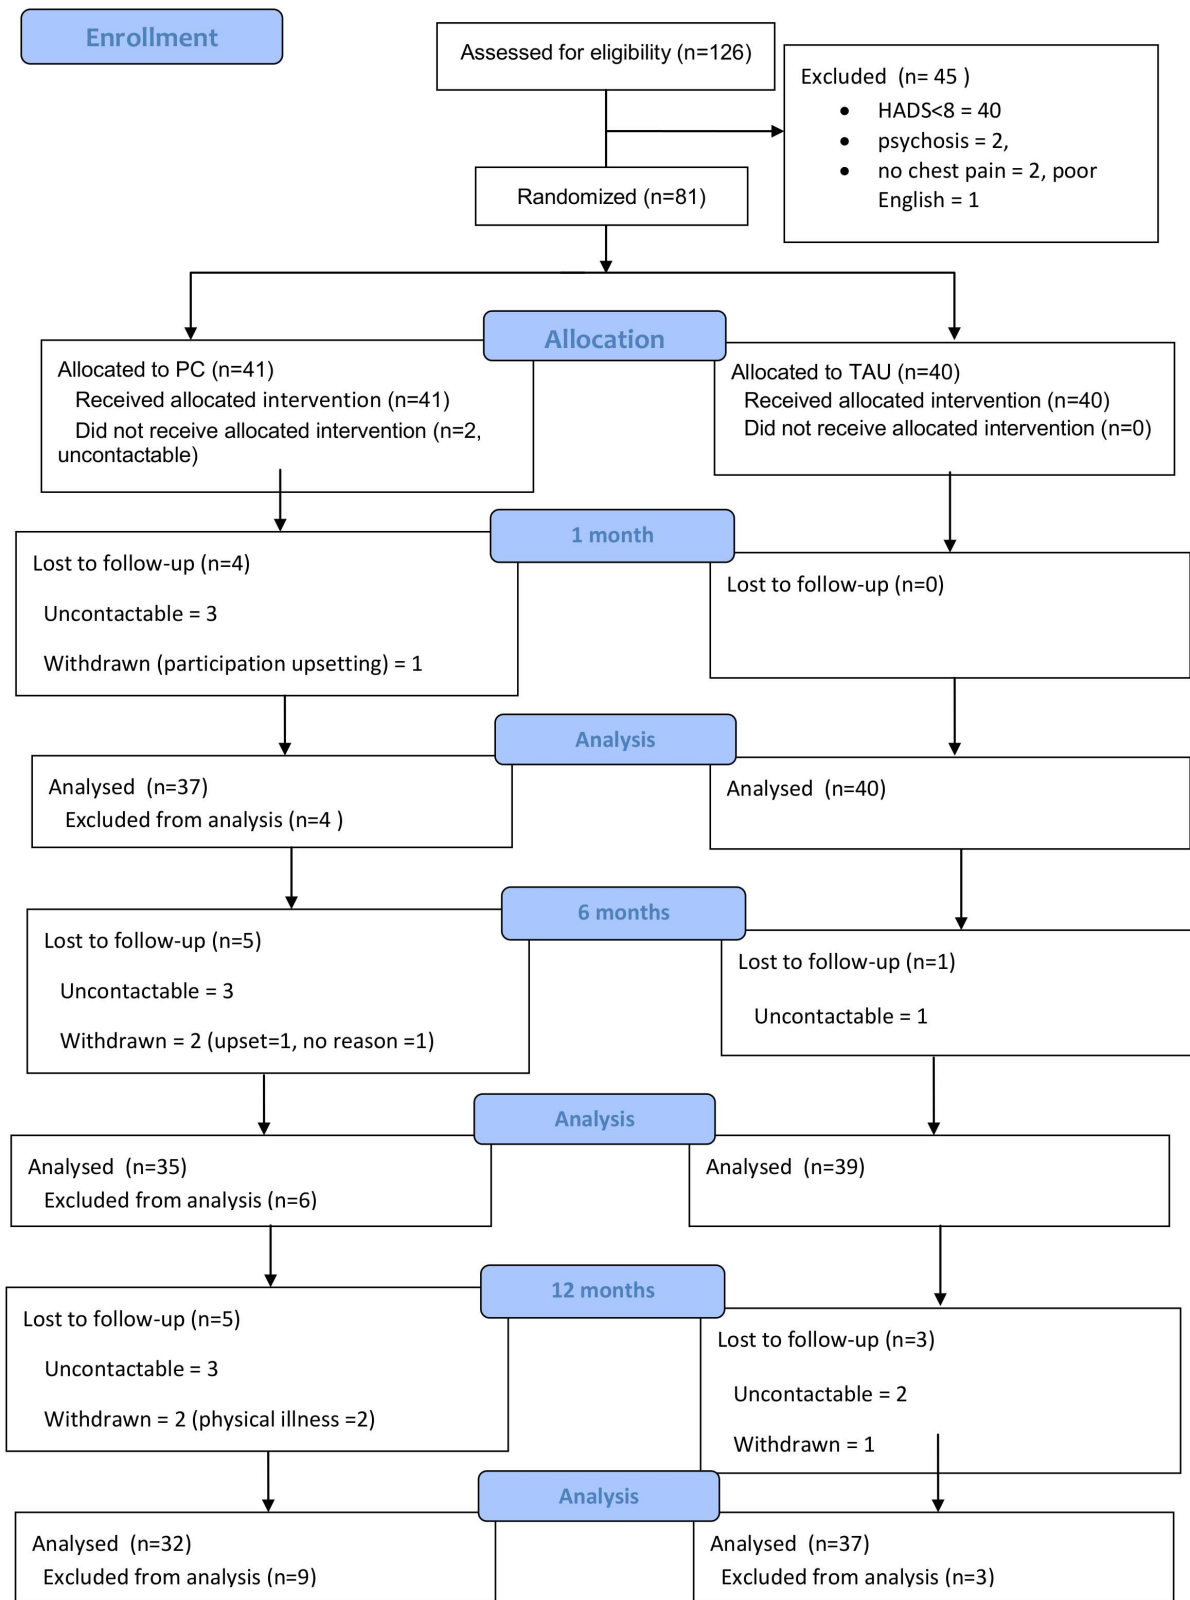 Enrollment
Assessed for eligibility (n=126)
Excluded (n= 45 )
• HADS<8 = 40
• psychosis = 2,
• no chest pain = 2, poor
English = 1
Randomized (n=81)
Allocation
Allocated to PC (n=41)
Received allocated intervention (n=41)
Did not receive allocated intervention (n=2,
uncontactable)
Allocated to TAU (n=40)
Received allocated intervention (n=40)
Did not receive allocated intervention (n=0)
1 month
Lost to follow-up (n=4)
Uncontactable = 3
Withdrawn (participation upsetting) = 1
Lost to follow-up (n=0)
Analysis
Analysed (n=37)
Excluded from analysis (n=4 )
Analysed (n=40)
6 months
Lost to follow-up (n=5)
Uncontactable = 3
Withdrawn = 2 (upset=1, no reason =1)
Lost to follow-up (n=1)
Uncontactable = 1
Analysis
Analysed (n=35)
Excluded from analysis (n=6)
Analysed (n=39)
12 months
Lost to follow-up (n=5)
Uncontactable = 3
Withdrawn = 2 (physical illness =2)
Lost to follow-up (n=3)
Uncontactable = 2
Withdrawn = 1
Analysis
Analysed (n=32)
Excluded from analysis (n=9)
Analysed (n=37)
Excluded from analysis (n=3)